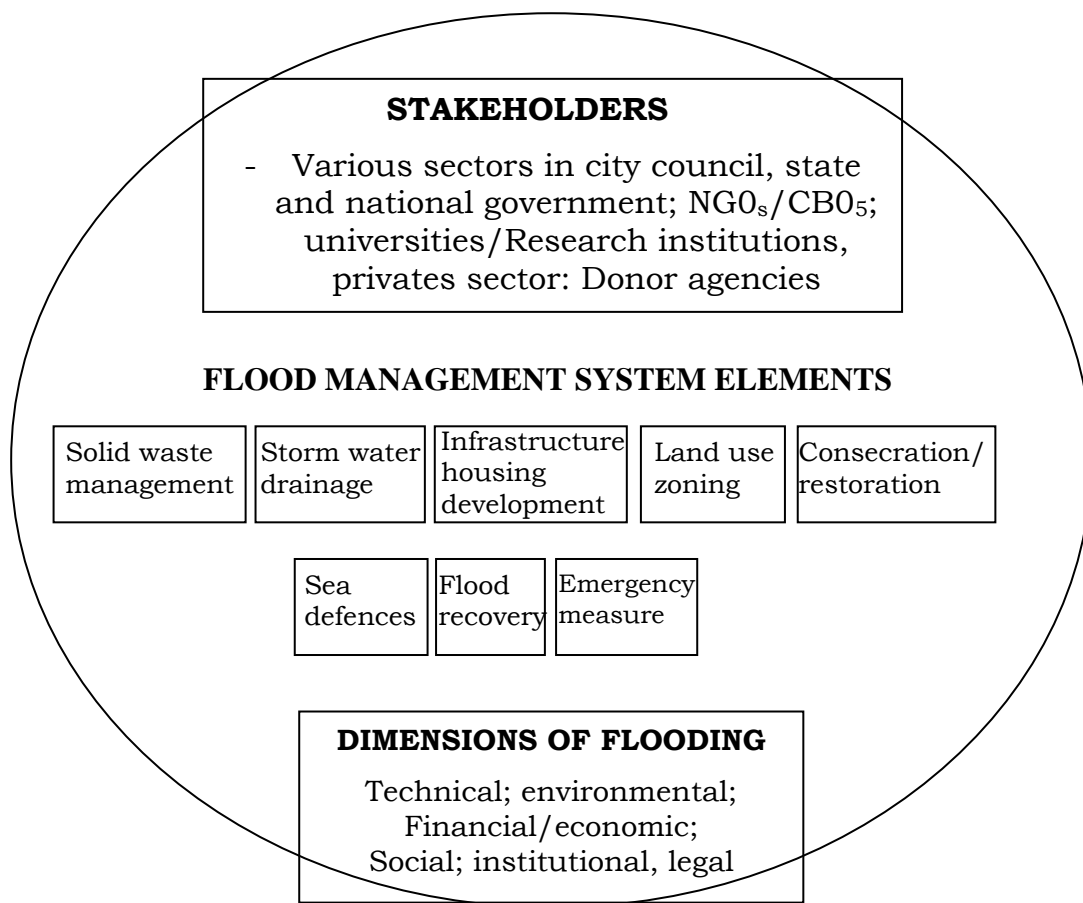 STAKEHOLDERS
- Various sectors in city council, state
and national government; NG0s/CB05;
universities/Research institutions,
privates sector: Donor agencies
FLOOD MANAGEMENT SYSTEM ELEMENTS
Solid waste
management
Storm water
drainage
Infrastructure
housing
development
Land use
zoning
Consecration/
restoration
Sea
defences
Flood
recovery
Emergency
measure
DIMENSIONS OF FLOODING
Technical; environmental;
Financial/economic;
Social; institutional, legal